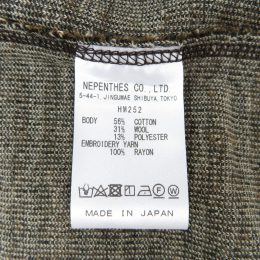 NEPENTHES CO., LTD.
5-44-1, JINGUMAE SHIBUYA, TOKYO
HM262
BODY 56% COTTON
31% WOOL
13% POLYESTER
EMBROIDERY YARN
100% RAYON
MADE IN JAPAN